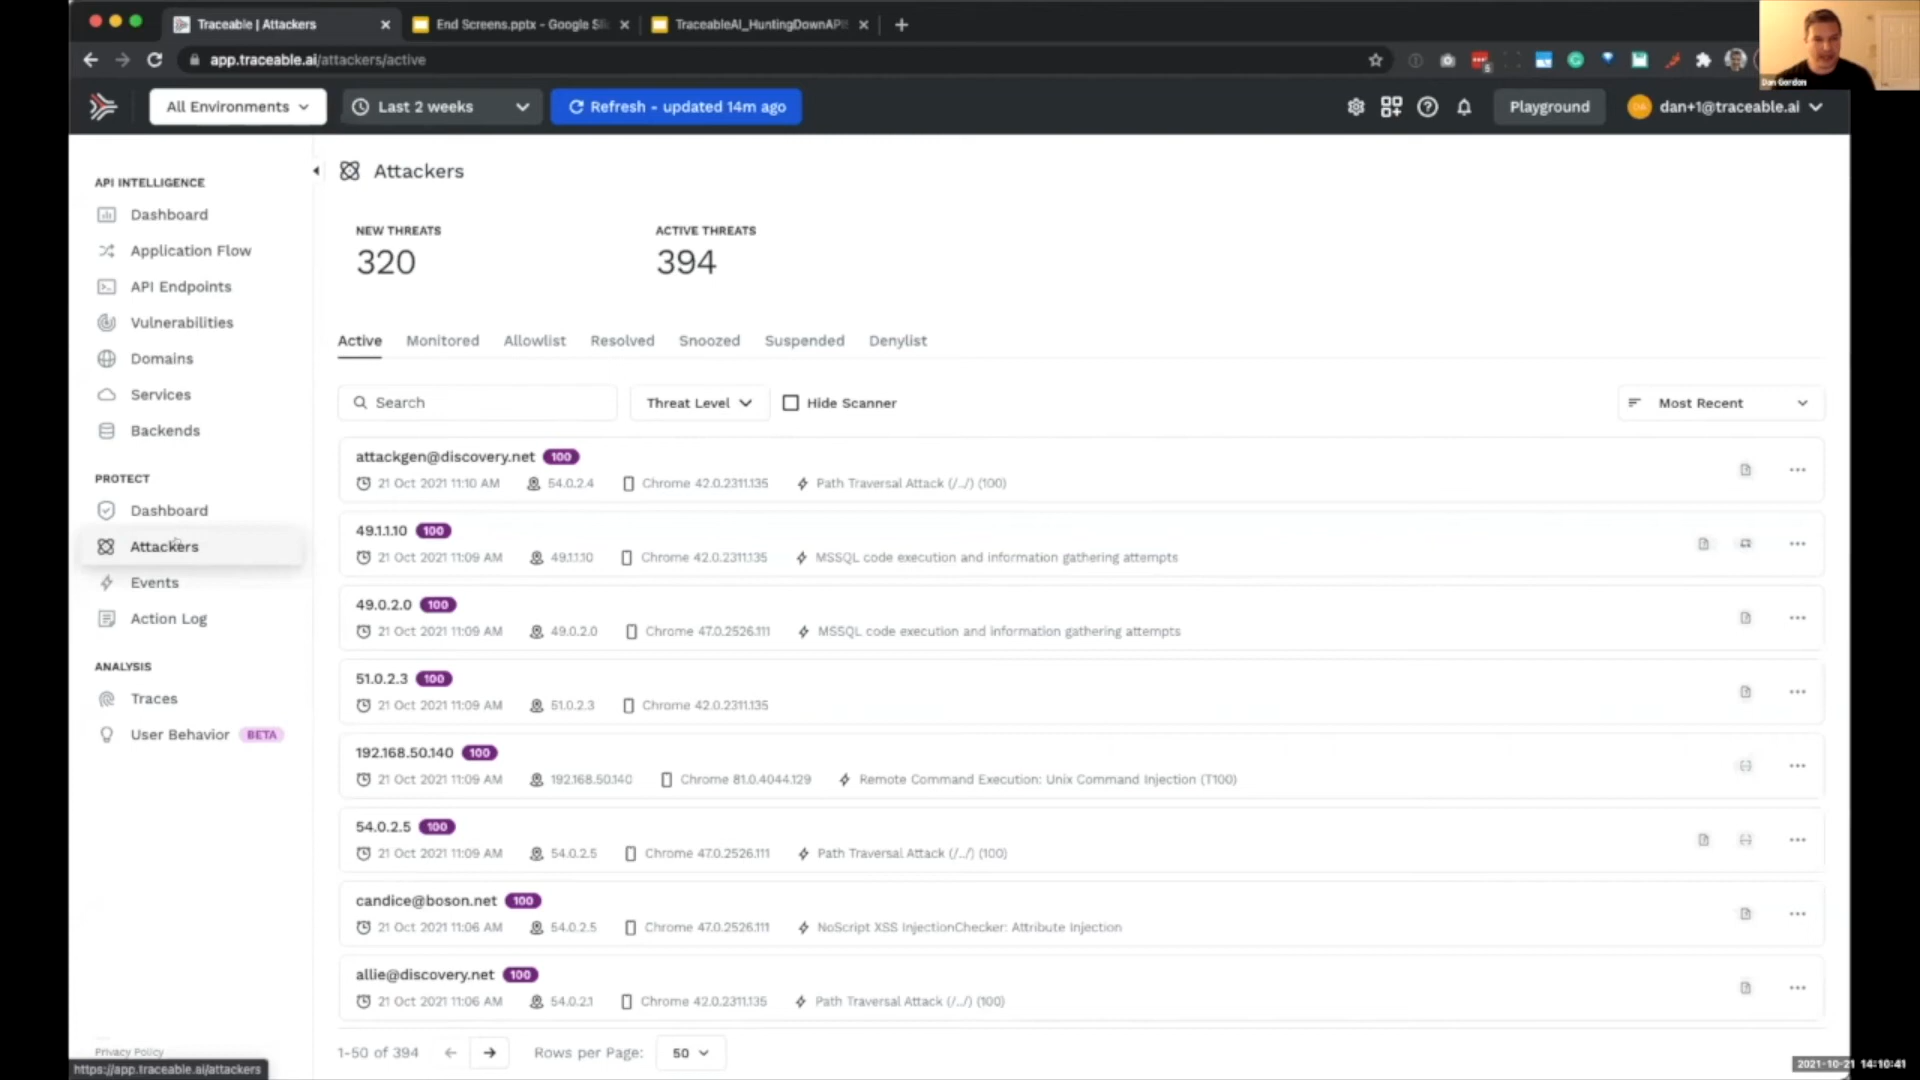 Traceable | Attackers
End Screens.pptx - Google Sli
TraceableAI_HuntingDownAPI
app.traceable.ai/attackers/active
5
Dan Gordon
All Environments
Last 2 weeks
Refresh - updated 14m ago
Playground
dan+1@traceable.ai
API INTELLIGENCE
Dashboard
Application Flow
API Endpoints
Vulnerabilities
Domains
Services
Backends
PROTECT
Dashboard
Attackers
Events
Action Log
ANALYSIS
Traces
User Behavior BETA
Privacy Policy
https://app.traceable.ai/attackers
Attackers
NEW THREATS
320
ACTIVE THREATS
394
Active Monitored Allowlist Resolved Snoozed Suspended Denylist
Search
Threat Level
Hide Scanner
Most Recent
attackgen@discovery.net 100
21 Oct 2021 11:10 AM 54.0.2.4 Chrome 42.0.2311.135 Path Traversal Attack (/../) (100)
49.1.1.10 100
21 Oct 2021 11:09 AM 49.1.1.10 Chrome 42.0.2311.135 MSSQL code execution and information gathering attempts
49.0.2.0 100
21 Oct 2021 11:09 AM 49.0.2.0 Chrome 47.0.2526.111 MSSQL code execution and information gathering attempts
51.0.2.3 100
21 Oct 2021 11:09 AM 51.0.2.3 Chrome 42.0.2311.135
192.168.50.140 100
21 Oct 2021 11:09 AM 192.168.50.140 Chrome 81.0.4044.129 Remote Command Execution: Unix Command Injection (T100)
54.0.2.5 100
21 Oct 2021 11:09 AM 54.0.2.5 Chrome 47.0.2526.111 Path Traversal Attack (/../) (100)
candice@boson.net 100
21 Oct 2021 11:06 AM 54.0.2.5 Chrome 47.0.2526.111 NoScript XSS InjectionChecker: Attribute Injection
allie@discovery.net 100
21 Oct 2021 11:06 AM 54.0.2.1 Chrome 42.0.2311.135 Path Traversal Attack (/../) (100)
1-50 of 394
Rows per Page: 50
2021-10-21 14:10:41